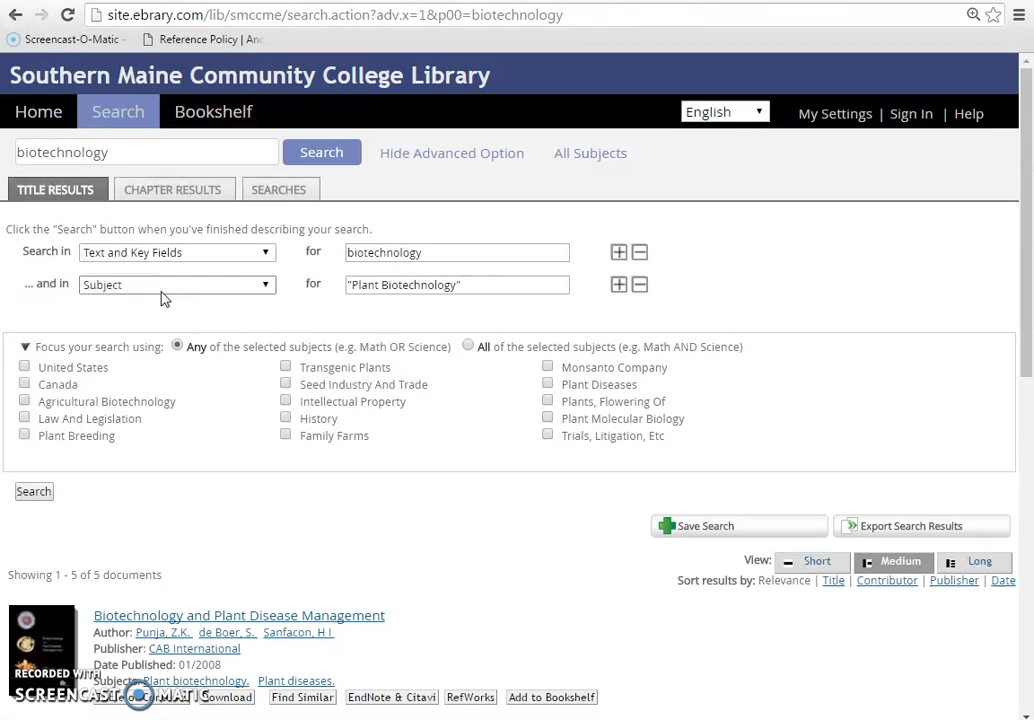 site.ebrary.com/lib/smccme/search.action?adv.x=1&p00=biotechnology
Screencast-O-Matic
Reference Policy | An
Southern Maine Community College Library
Home Search Bookshelf English My Settings | Sign In | Help
biotechnology Search Hide Advanced Option All Subjects
TITLE RESULTS CHAPTER RESULTS SEARCHES
Click the "Search" button when you've finished describing your search.
Search in Text and Key Fields for biotechnology
... and in Subject for "Plant Biotechnology"
Focus your search using: Any of the selected subjects (e.g. Math OR Science) All of the selected subjects (e.g. Math AND Science)
United States Transgenic Plants Monsanto Company
Canada Seed Industry And Trade Plant Diseases
Agricultural Biotechnology Intellectual Property Plants, Flowering Of
Law And Legislation History Plant Molecular Biology
Plant Breeding Family Farms Trials, Litigation, Etc
Search
Save Search Export Search Results
View: Short Medium Long
Showing 1 - 5 of 5 documents
Sort results by: Relevance | Title | Contributor | Publisher | Date
Biotechnology and Plant Disease Management
Author: Punja, Z.K. de Boer, S. Sanfacon, H I
Publisher: CAB International
Date Published: 01/2008
Subjects: Plant biotechnology. Plant diseases.
Download Find Similar EndNote & Citavi RefWorks Add to Bookshelf
RECORDED WITH
SCREENCAST-O-MATIC